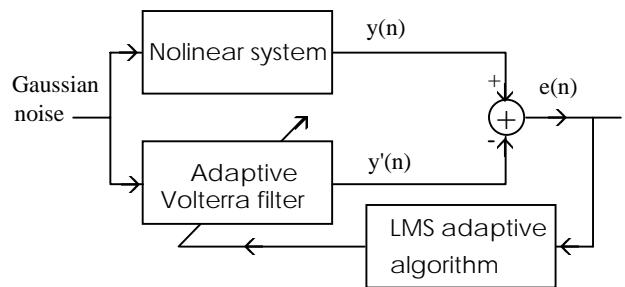 Nolinear system
y(n)
Gaussian
noise
+
e(n)
+
-
Adaptive
Volterra filter
y'(n)
LMS adaptive
algorithm